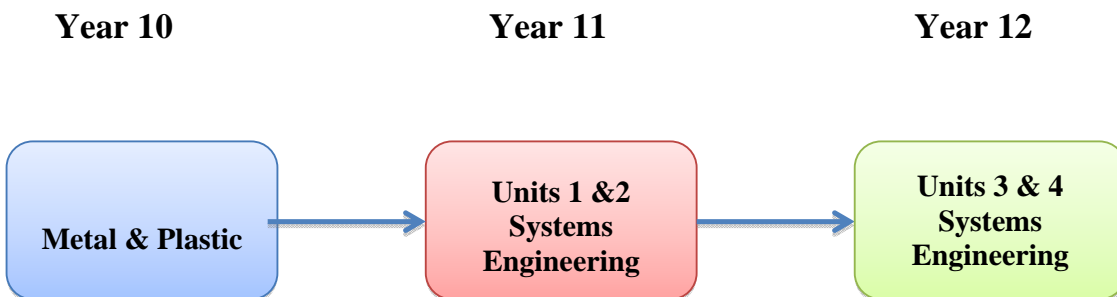 Year 10
Year 11
Year 12
Metal & Plastic
Units 1 &2
Systems
Engineering
Units 3 & 4
Systems
Engineering